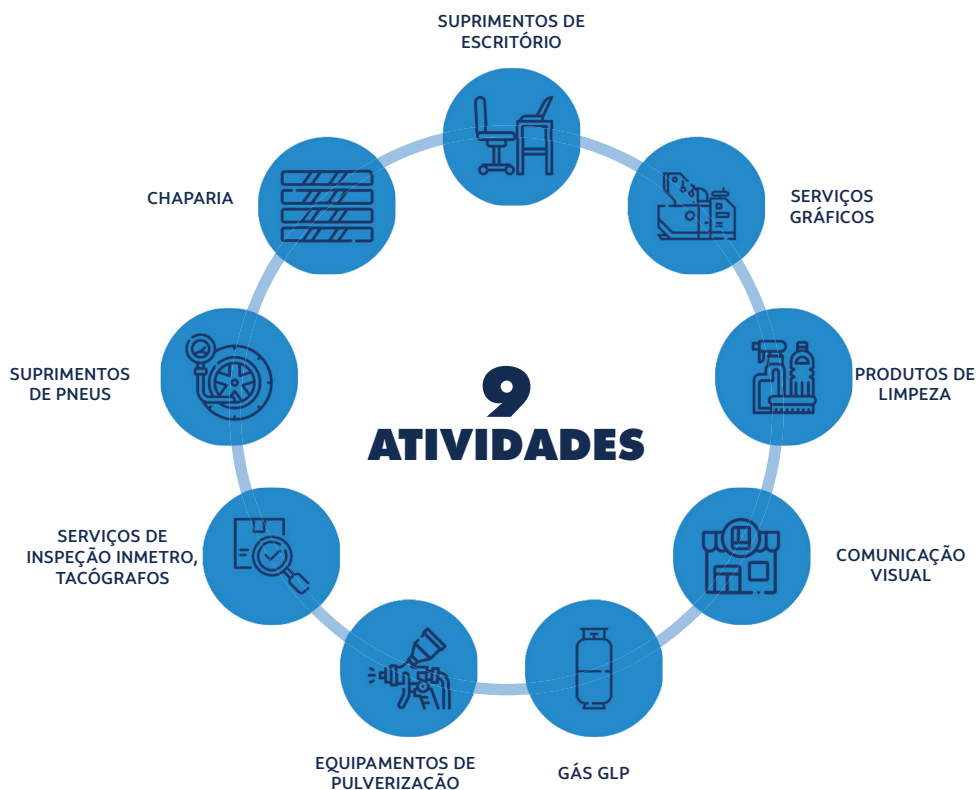 SUPRIMENTOS DE
ESCRITÓRIO
CHAPARIA
SERVIÇOS
GRÁFICOS
SUPRIMENTOS
DE PNEUS
9
ATIVIDADES
PRODUTOS DE
LIMPEZA
SERVIÇOS DE
INSPEÇÃO INMETRO,
TACÓGRAFOS
COMUNICAÇÃO
VISUAL
EQUIPAMENTOS DE
PULVERIZAÇÃO
GÁS GLP